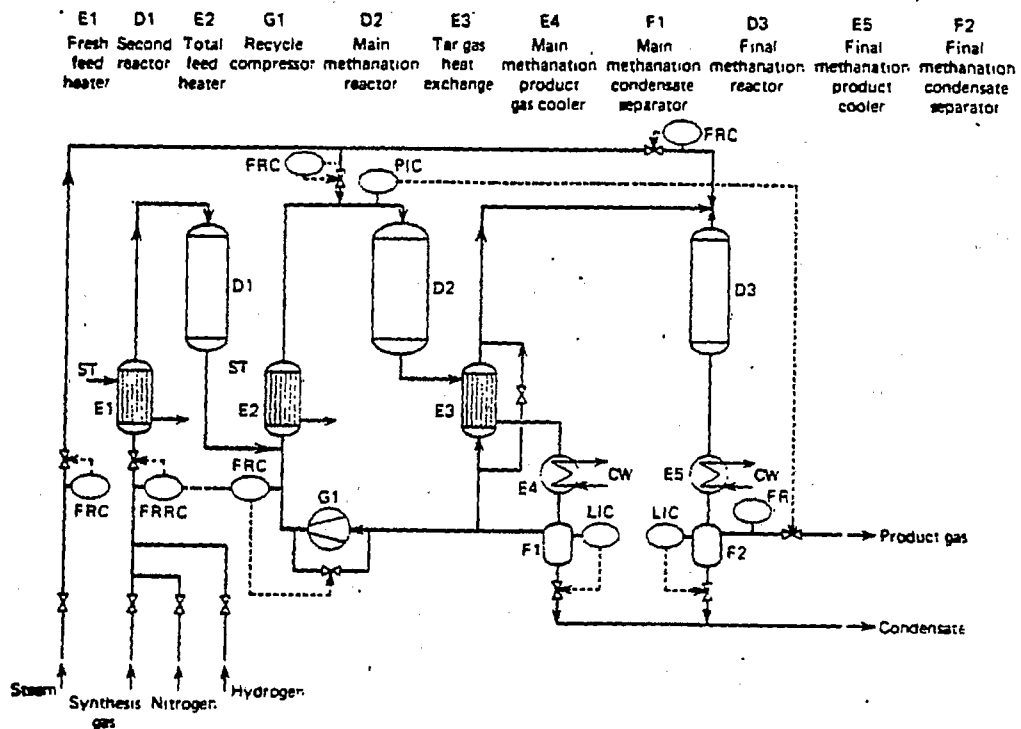 E1 D1 E2 G1 D2 E3 E4 F1 D3 E5 F2
Fresh Second Total Recycle Main Tar gas Main Main Final Final Final
feed reactor feed compressor methanation heat methanation methanation methanation methanation methanation
heater heater reactor exchange product condensate reactor product condensate
gas cooler separator cooler separator
FRC
FRC
PIC
D1
D2
D3
ST
ST
E1
E2
E3
FRC
E4
CW
E5
CW
FRC
FRRC
G1
LIC
LIC
FR
F1
F2
Product gas
Condensate
Steam
Synthesis
gas
Nitrogen
Hydrogen